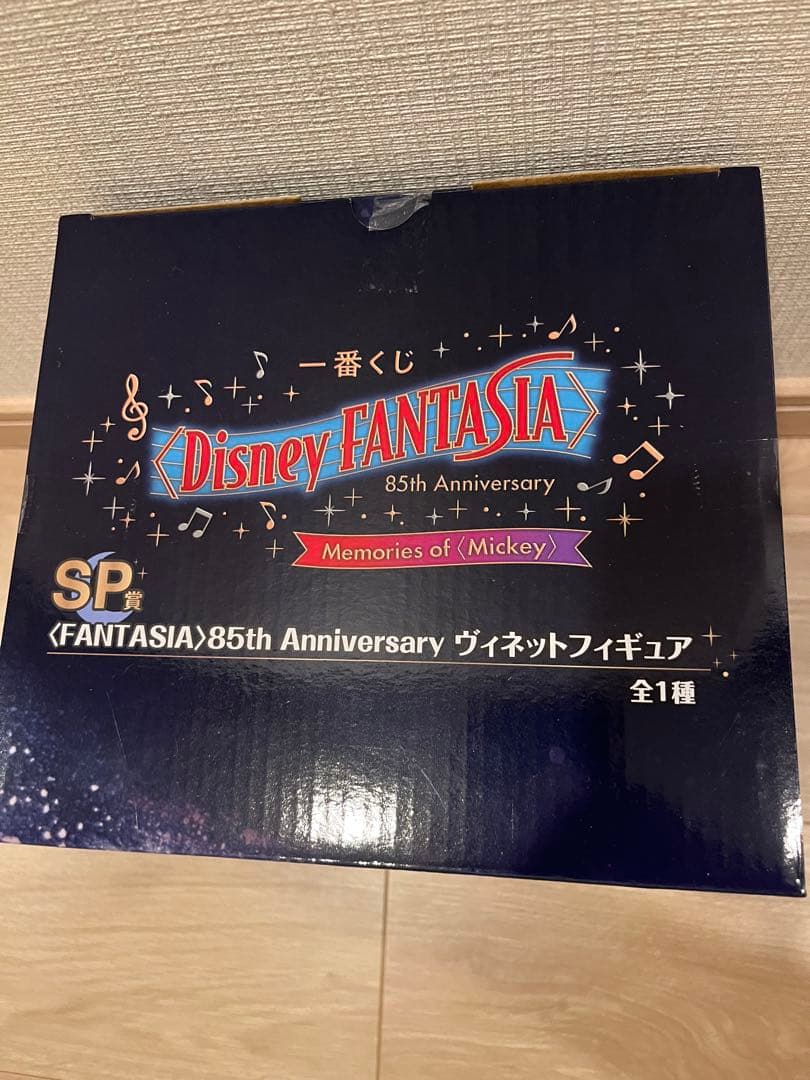 一番くじ
〈Disney FANTASIA〉
85th Anniversary
Memories of〈Mickey〉
SP賞
〈FANTASIA〉85th Anniversary ヴィネットフィギュア
全1種